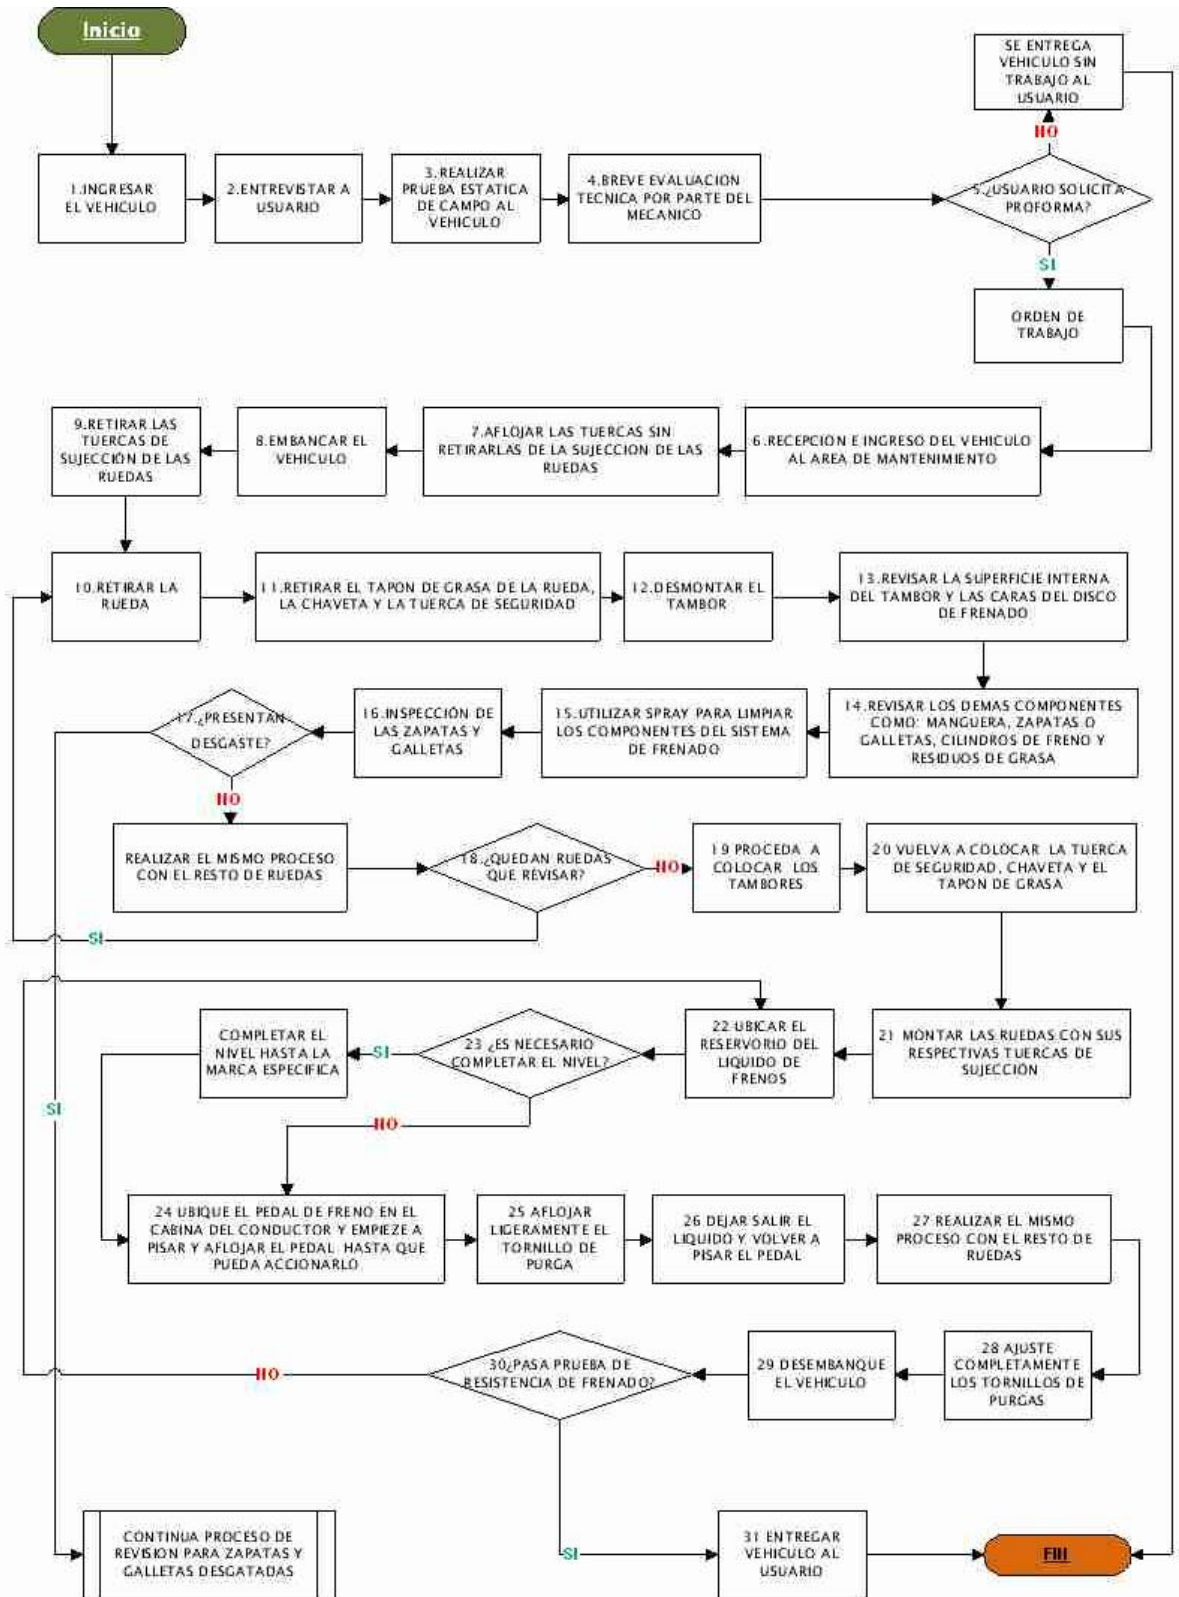 Inicio
SE ENTREGA
VEHICULO SIN
TRABAJO AL
USUARIO
NO
1.INGRESAR
EL VEHICULO
2.ENTREVISTAR A
USUARIO
3.REALIZAR
PRUEBA ESTATICA
DE CAMPO AL
VEHICULO
4.BREVE EVALUACION
TECNICA POR PARTE DEL
MECANICO
5.¿USUARIO SOLICITA
PROFORMA?
SI
ORDEN DE
TRABAJO
9.RETIRAR LAS
TUERCAS DE
SUJECCIÓN DE LAS
RUEDAS
8.EMBANCAR EL
VEHICULO
7.AFLOJAR LAS TUERCAS SIN
RETIRARLAS DE LA SUJECCION DE LAS
RUEDAS
6.RECEPCION E INGRESO DEL VEHICULO
AL AREA DE MANTENIMIENTO
10.RETIRAR LA
RUEDA
11.RETIRAR EL TAPON DE GRASA DE LA RUEDA,
LA CHAVETA Y LA TUERCA DE SEGURIDAD
12.DESMONTAR EL
TAMBOR
13.REVISAR LA SUPERFICIE INTERNA
DEL TAMBOR Y LAS CARAS DEL DISCO
DE FRENADO
17.¿PRESENTAN
DESGASTE?
16.INSPECCIÓN DE
LAS ZAPATAS Y
GALLETAS
15.UTILIZAR SPRAY PARA LIMPIAR
LOS COMPONENTES DEL SISTEMA
DE FRENADO
14.REVISAR LOS DEMAS COMPONENTES
COMO: MANGUERA, ZAPATAS O
GALLETAS, CILINDROS DE FRENO Y
RESIDUOS DE GRASA
NO
REALIZAR EL MISMO PROCESO
CON EL RESTO DE RUEDAS
18.¿QUEDAN RUEDAS
QUE REVISAR?
NO
19 PROCEDA A
COLOCAR LOS
TAMBORES
20 VUELVA A COLOCAR LA TUERCA
DE SEGURIDAD, CHAVETA Y EL
TAPON DE GRASA
SI
COMPLETAR EL
NIVEL HASTA LA
MARCA ESPECIFICA
SI
23 ¿ES NECESARIO
COMPLETAR EL NIVEL?
22 UBICAR EL
RESERVORIO DEL
LIQUIDO DE
FRENOS
21 MONTAR LAS RUEDAS CON SUS
RESPECTIVAS TUERCAS DE
SUJECCIÓN
SI
NO
24 UBIQUE EL PEDAL DE FRENO EN EL
CABINA DEL CONDUCTOR Y EMPIEZE A
PISAR Y AFLOJAR EL PEDAL HASTA QUE
PUEDA ACCIONARLO
25 AFLOJAR
LIGERAMENTE EL
TORNILLO DE
PURGA
26 DEJAR SALIR EL
LIQUIDO Y VOLVER A
PISAR EL PEDAL
27 REALIZAR EL MISMO
PROCESO CON EL RESTO DE
RUEDAS
NO
30¿PASA PRUEBA DE
RESISTENCIA DE FRENADO?
29 DESEMBANQUE
EL VEHICULO
28 AJUSTE
COMPLETAMENTE
LOS TORNILLOS DE
PURGAS
CONTINUA PROCESO DE
REVISION PARA ZAPATAS Y
GALLETAS DESGATADAS
SI
31 ENTREGAR
VEHICULO AL
USUARIO
FIN